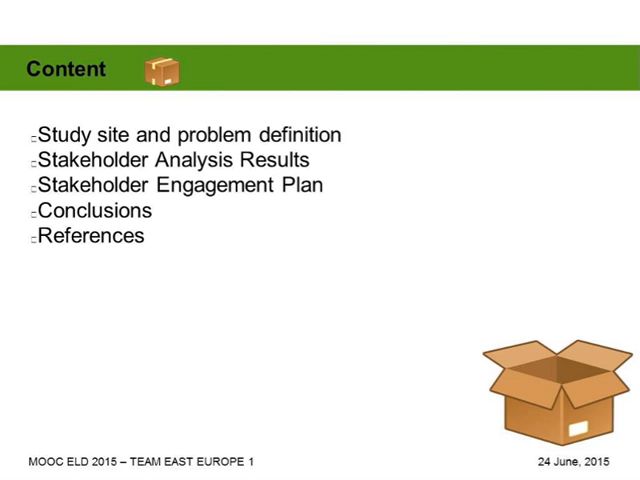 Content
Study site and problem definition
Stakeholder Analysis Results
Stakeholder Engagement Plan
Conclusions
References
MOOC ELD 2015 – TEAM EAST EUROPE 1
24 June, 2015